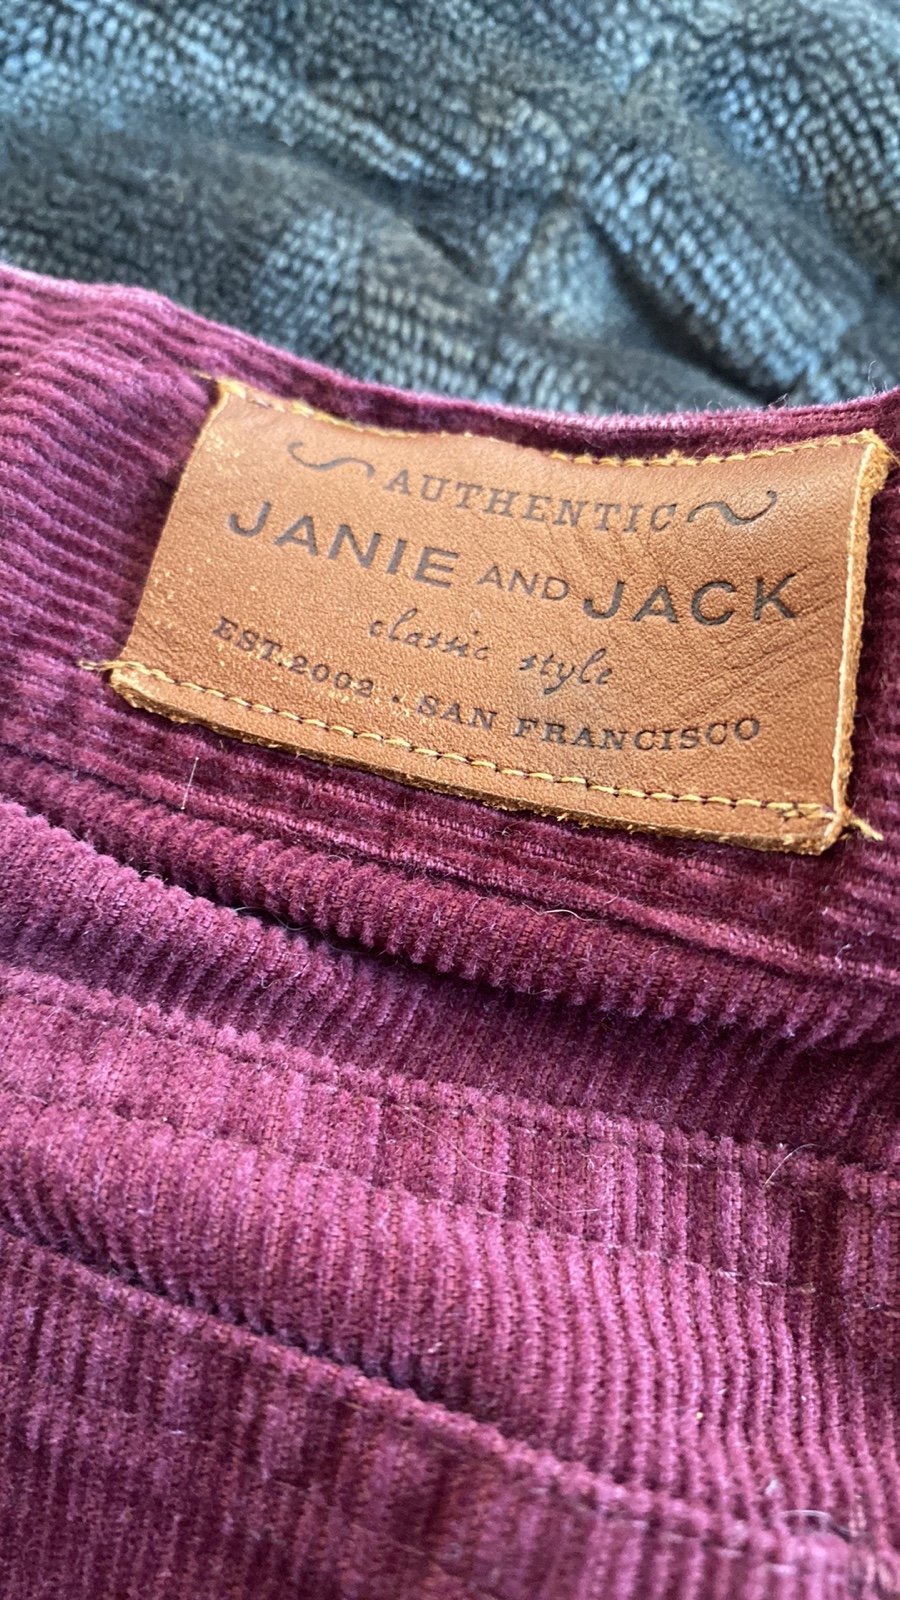 AUTHENTIC
JANIE AND JACK
classic style
EST.2002 . SAN FRANCISCO